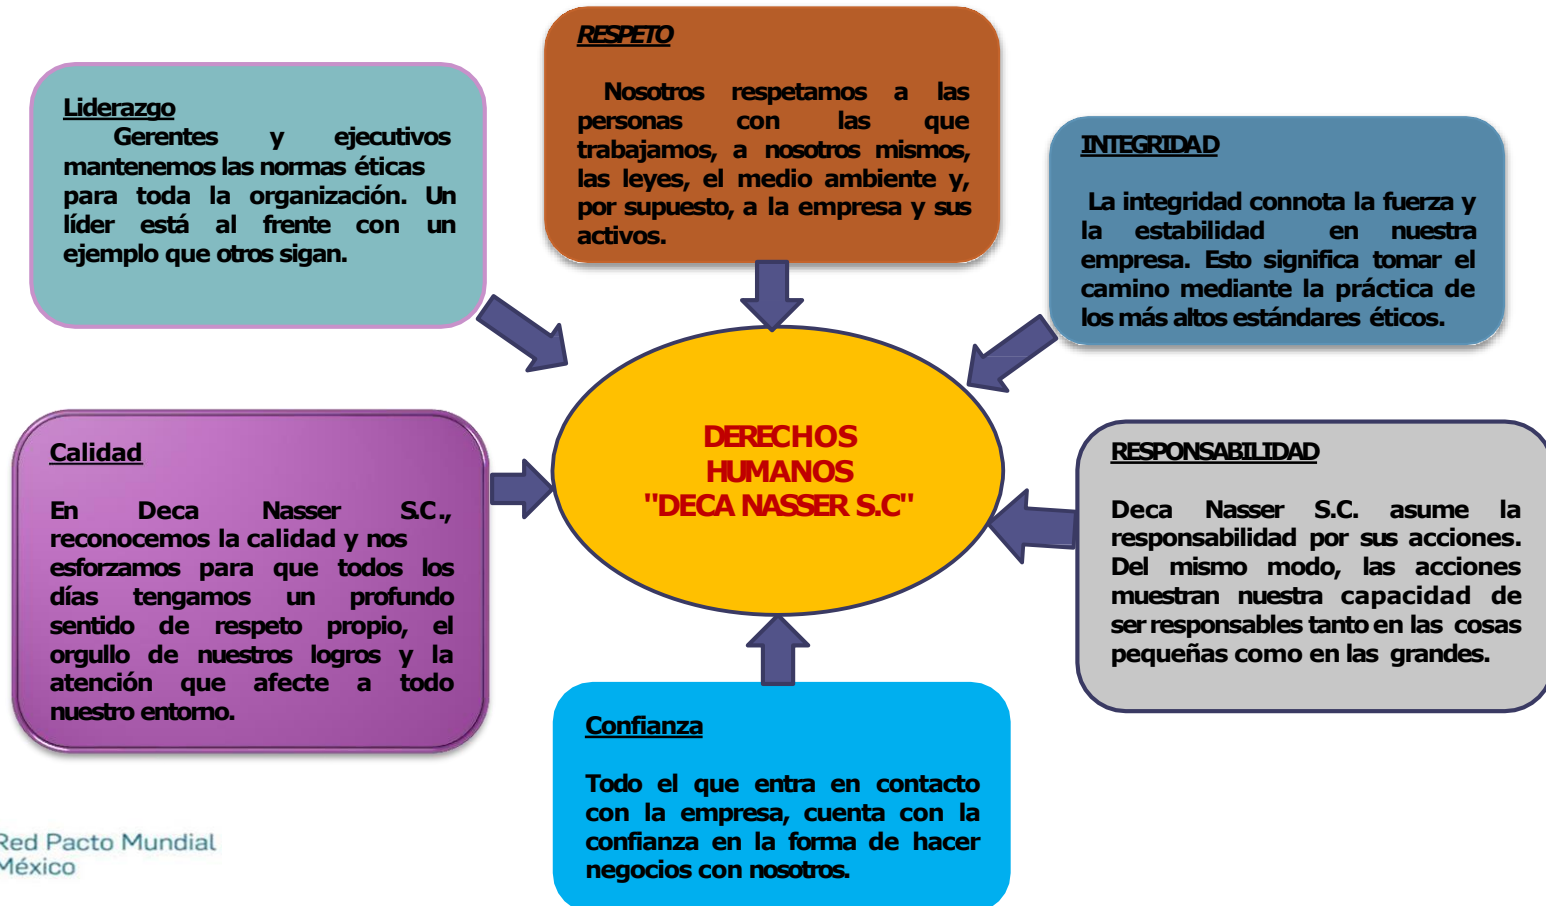 RESPETO
Nosotros respetamos a las
personas con las que
trabajamos, a nosotros mismos,
las leyes, el medio ambiente y,
por supuesto, a la empresa y sus
activos.
Liderazgo
Gerentes y ejecutivos
mantenemos las normas éticas
para toda la organización. Un
líder está al frente con un
ejemplo que otros sigan.
INTEGRIDAD
La integridad connota la fuerza y
la estabilidad en nuestra
empresa. Esto significa tomar el
camino mediante la práctica de
los más altos estándares éticos.
DERECHOS
HUMANOS
"DECA NASSER S.C"
Calidad
En Deca Nasser S.C.,
reconocemos la calidad y nos
esforzamos para que todos los
días tengamos un profundo
sentido de respeto propio, el
orgullo de nuestros logros y la
atención que afecte a todo
nuestro entorno.
RESPONSABILIDAD
Deca Nasser S.C. asume la
responsabilidad por sus acciones.
Del mismo modo, las acciones
muestran nuestra capacidad de
ser responsables tanto en las cosas
pequeñas como en las grandes.
Confianza
Todo el que entra en contacto
con la empresa, cuenta con la
confianza en la forma de hacer
negocios con nosotros.
Red Pacto Mundial
México